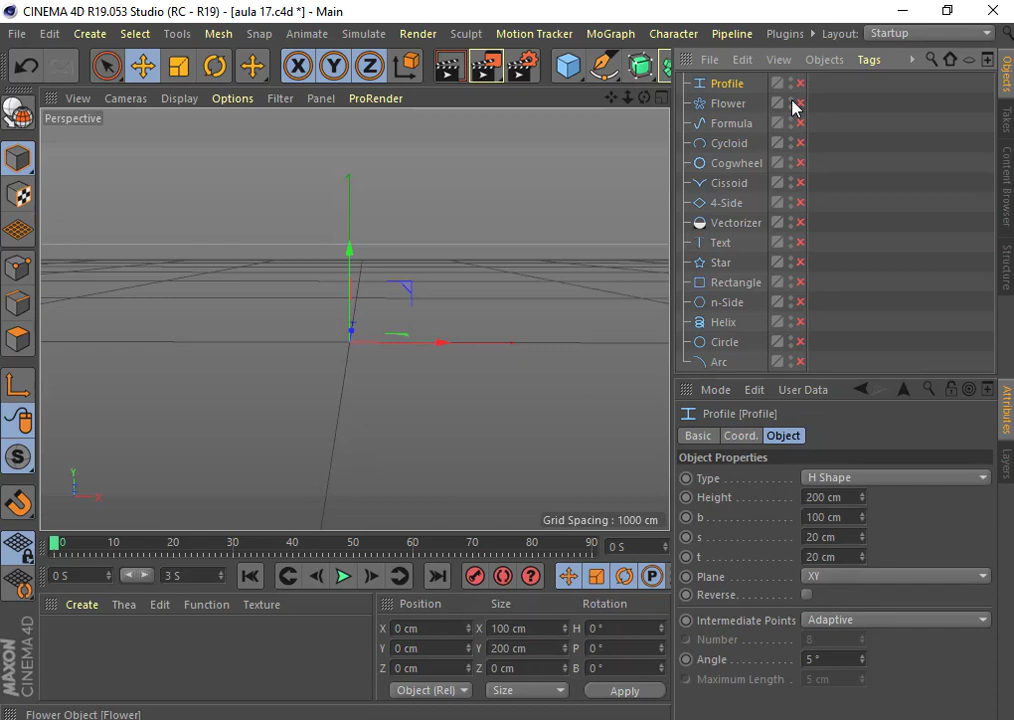 CINEMA 4D R19.053 Studio (RC - R19) - [aula 17.c4d *] - Main
File Edit Create Select Tools Mesh Snap Animate Simulate Render Sculpt Motion Tracker MoGraph Character Pipeline Plugins Layout: Startup
X Y Z
File Edit View Objects Tags
View Cameras Display Options Filter Panel ProRender
Perspective
Profile
Flower
Formula
Cycloid
Cogwheel
Cissoid
4-Side
Vectorizer
Text
Star
Rectangle
n-Side
Helix
Circle
Arc
Objects
Takes
Content Browser
Structure
Attributes
Layers
Mode Edit User Data
Profile [Profile]
Basic Coord. Object
Object Properties
Type H Shape
Height 200 cm
b 100 cm
s 20 cm
t 20 cm
Plane XY
Reverse
Intermediate Points Adaptive
Number 8
Angle 5 °
Maximum Length 5 cm
S
Y
X
Grid Spacing : 1000 cm
0 10 20 30 40 50 60 70 80 90 0 S
0 S 3 S P
Create Thea Edit Function Texture
Position Size Rotation
X 0 cm X 100 cm H 0 °
Y 0 cm Y 200 cm P 0 °
Z 0 cm Z 0 cm B 0 °
Object (Rel) Size Apply
MAXON
CINEMA 4D
Flower Object [Flower]